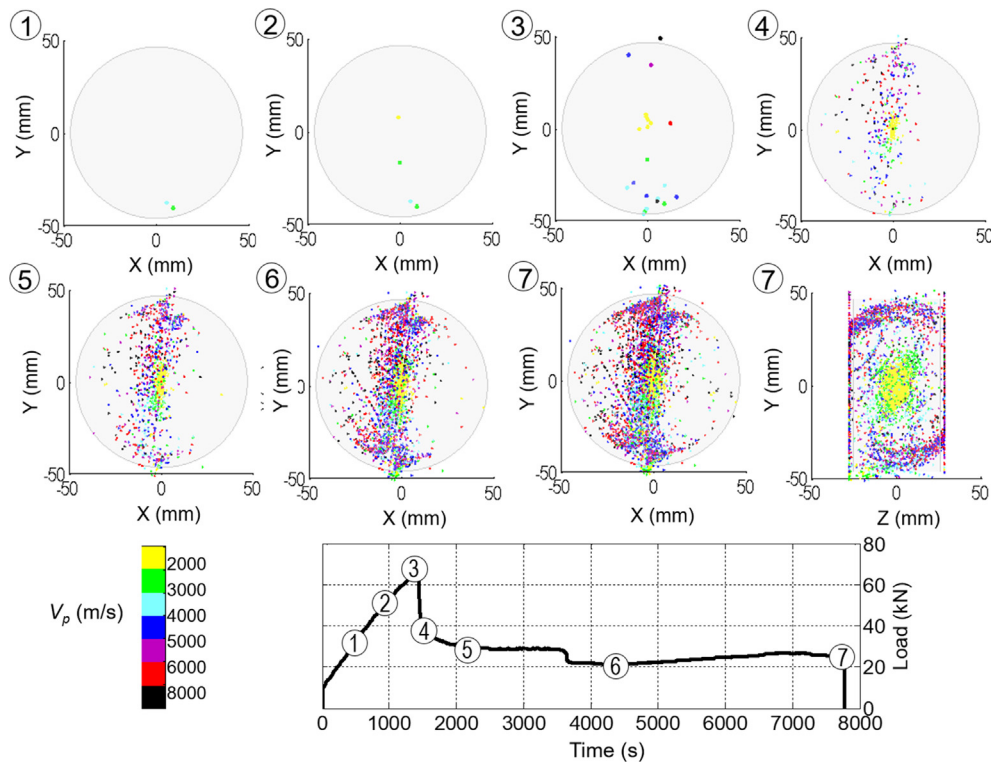 1 2 3 4
50 50 50 50
Y (mm) Y (mm) Y (mm) Y (mm)
0 0 0 0
-50 -50 -50 -50
-50 0 50 -50 0 50 -50 0 50 -50 0 50
X (mm) X (mm) X (mm) X (mm)
5 6 7 7
50 50 50 50
Y (mm) Y (mm) Y (mm) Y (mm)
0 0 0 0
-50 -50 -50 -50
-50 0 50 -50 0 50 -50 0 50 -50 0 50
X (mm) X (mm) X (mm) Z (mm)
Vp (m/s)
2000
3000
4000
5000
6000
8000
80
60
40
20
0
Load (kN)
1 2 3 4 5 6 7
0 1000 2000 3000 4000 5000 6000 7000 8000
Time (s)